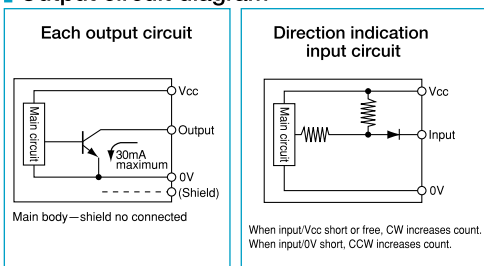 Output circuit diagram
Each output circuit
Vcc
Main circuit
Output
30mA
maximum
0V
(Shield)
Main body—shield no connected
Direction indication
input circuit
Vcc
Main circuit
Input
0V
When input/Vcc short or free, CW increases count.
When input/0V short, CCW increases count.